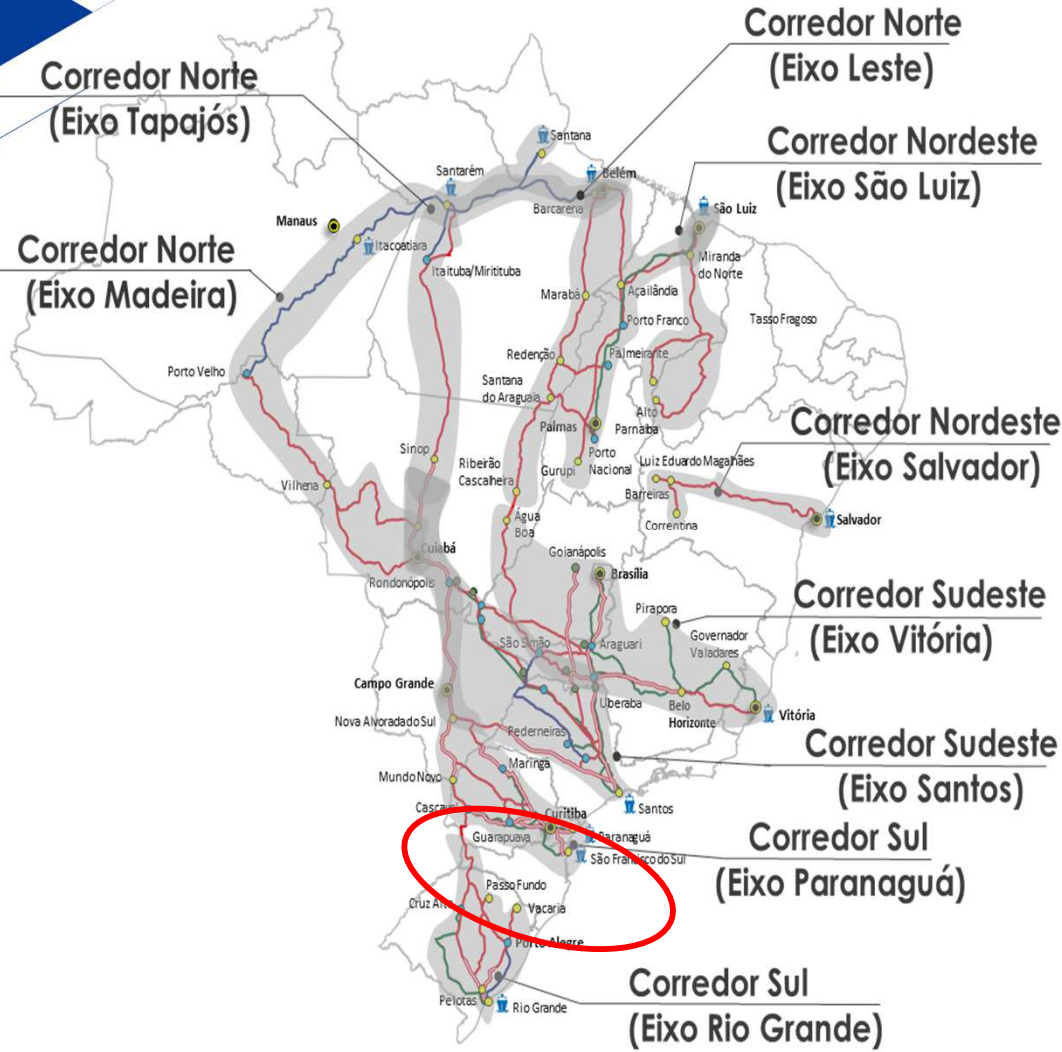 Corredor Norte
(Eixo Leste)
Corredor Norte
(Eixo Tapajós)
Corredor Nordeste
(Eixo São Luiz)
Corredor Norte
(Eixo Madeira)
Corredor Nordeste
(Eixo Salvador)
Corredor Sudeste
(Eixo Vitória)
Corredor Sudeste
(Eixo Santos)
Corredor Sul
(Eixo Paranaguá)
Corredor Sul
(Eixo Rio Grande)
Santana
Santarém
Belém
Barcarena
São Luiz
Manaus
Itacoatiara
Itaituba/Miritituba
Miranda
do Norte
Marabá
Açailândia
Porto Franco
Tasso Fragoso
Porto Velho
Redenção
Palmeirante
Santana
do Araguaia
Palmas
Alto
Parnaíba
Porto
Nacional
Gurupi
Sinop
Ribeirão
Cascalheira
Luiz Eduardo Magalhães
Barreiras
Correntina
Salvador
Vilhena
Água
Boa
Cuiabá
Goianápolis
Brasília
Rondonópolis
Pirapora
Governador
Valadares
São Simão
Araguari
Campo Grande
Uberaba
Belo
Horizonte
Vitória
Nova Alvorada do Sul
Pederneiras
Mundo Novo
Maringa
Santos
Cascavel
Curitiba
Guarapuava
Paranaguá
São Francisco do Sul
Passo Fundo
Cruz Alta
Vacaria
Porto Alegre
Pelotas
Rio Grande